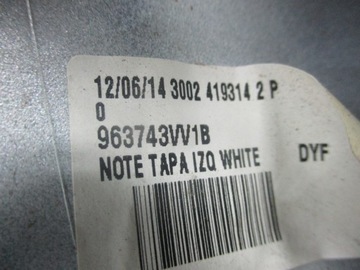 12/06/14 3002 419314 2 P
0
963743VV1B
NOTE TAPA IZQ WHITE DYF